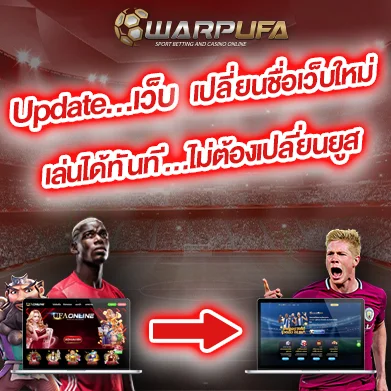 WARPUFA
SPORT BETTING AND CASINO ONLINE
Update...เว็บ เปลี่ยนชื่อเว็บใหม่
เล่นได้ทันที...ไม่ต้องเปลี่ยนยูส
UFAONLINE